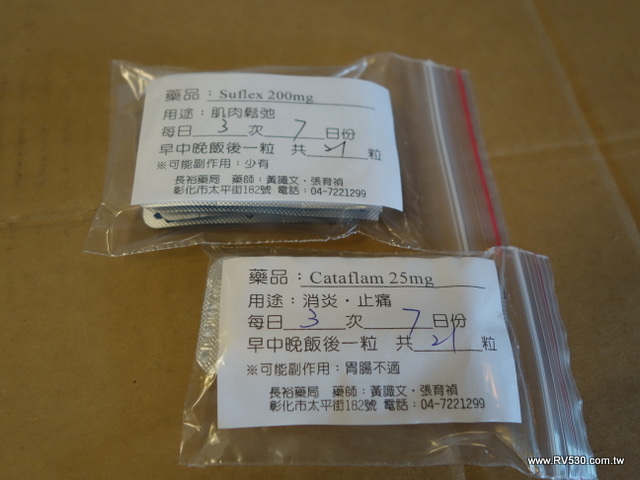 藥品：Suflex 200mg
用途：肌肉鬆弛
每日 3 次 7 日份
早中晚飯後一粒 共 21 粒
※可能副作用：少有
長裕藥局 藥師：黃識文・張育禎
彰化市太平街182號 電話：04-7221299
藥品：Cataflam 25mg
用途：消炎・止痛
每日 3 次 7 日份
早中晚飯後一粒 共 21 粒
※可能副作用：胃腸不適
長裕藥局 藥師：黃識文・張育禎
彰化市太平街182號 電話：04-7221299
www.RV530.com.tw